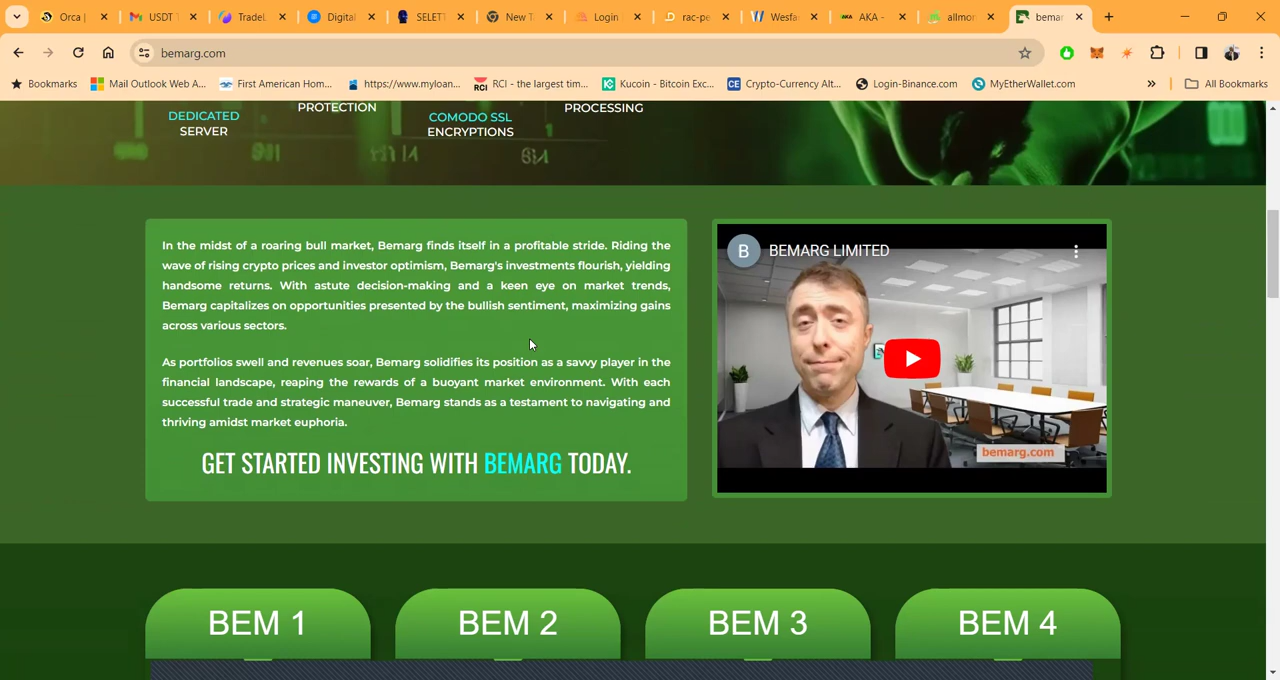 Orca |
USDT
TradeL
Digital
SELETT
New T
Login
rac-pe
Wesfa
AKA -
allmor
bemar
bemarg.com
Bookmarks
Mail Outlook Web A...
First American Hom...
https://www.myloan...
RCI - the largest tim...
Kucoin - Bitcoin Exc...
Crypto-Currency Alt...
Login-Binance.com
MyEtherWallet.com
»
All Bookmarks
DEDICATED
SERVER
PROTECTION
COMODO SSL
ENCRYPTIONS
PROCESSING
In the midst of a roaring bull market, Bemarg finds itself in a profitable stride. Riding the
wave of rising crypto prices and investor optimism, Bemarg's investments flourish, yielding
handsome returns. With astute decision-making and a keen eye on market trends,
Bemarg capitalizes on opportunities presented by the bullish sentiment, maximizing gains
across various sectors.
As portfolios swell and revenues soar, Bemarg solidifies its position as a savvy player in the
financial landscape, reaping the rewards of a buoyant market environment. With each
successful trade and strategic maneuver, Bemarg stands as a testament to navigating and
thriving amidst market euphoria.
GET STARTED INVESTING WITH BEMARG TODAY.
B
BEMARG LIMITED
bemarg.com
BEM 1
BEM 2
BEM 3
BEM 4